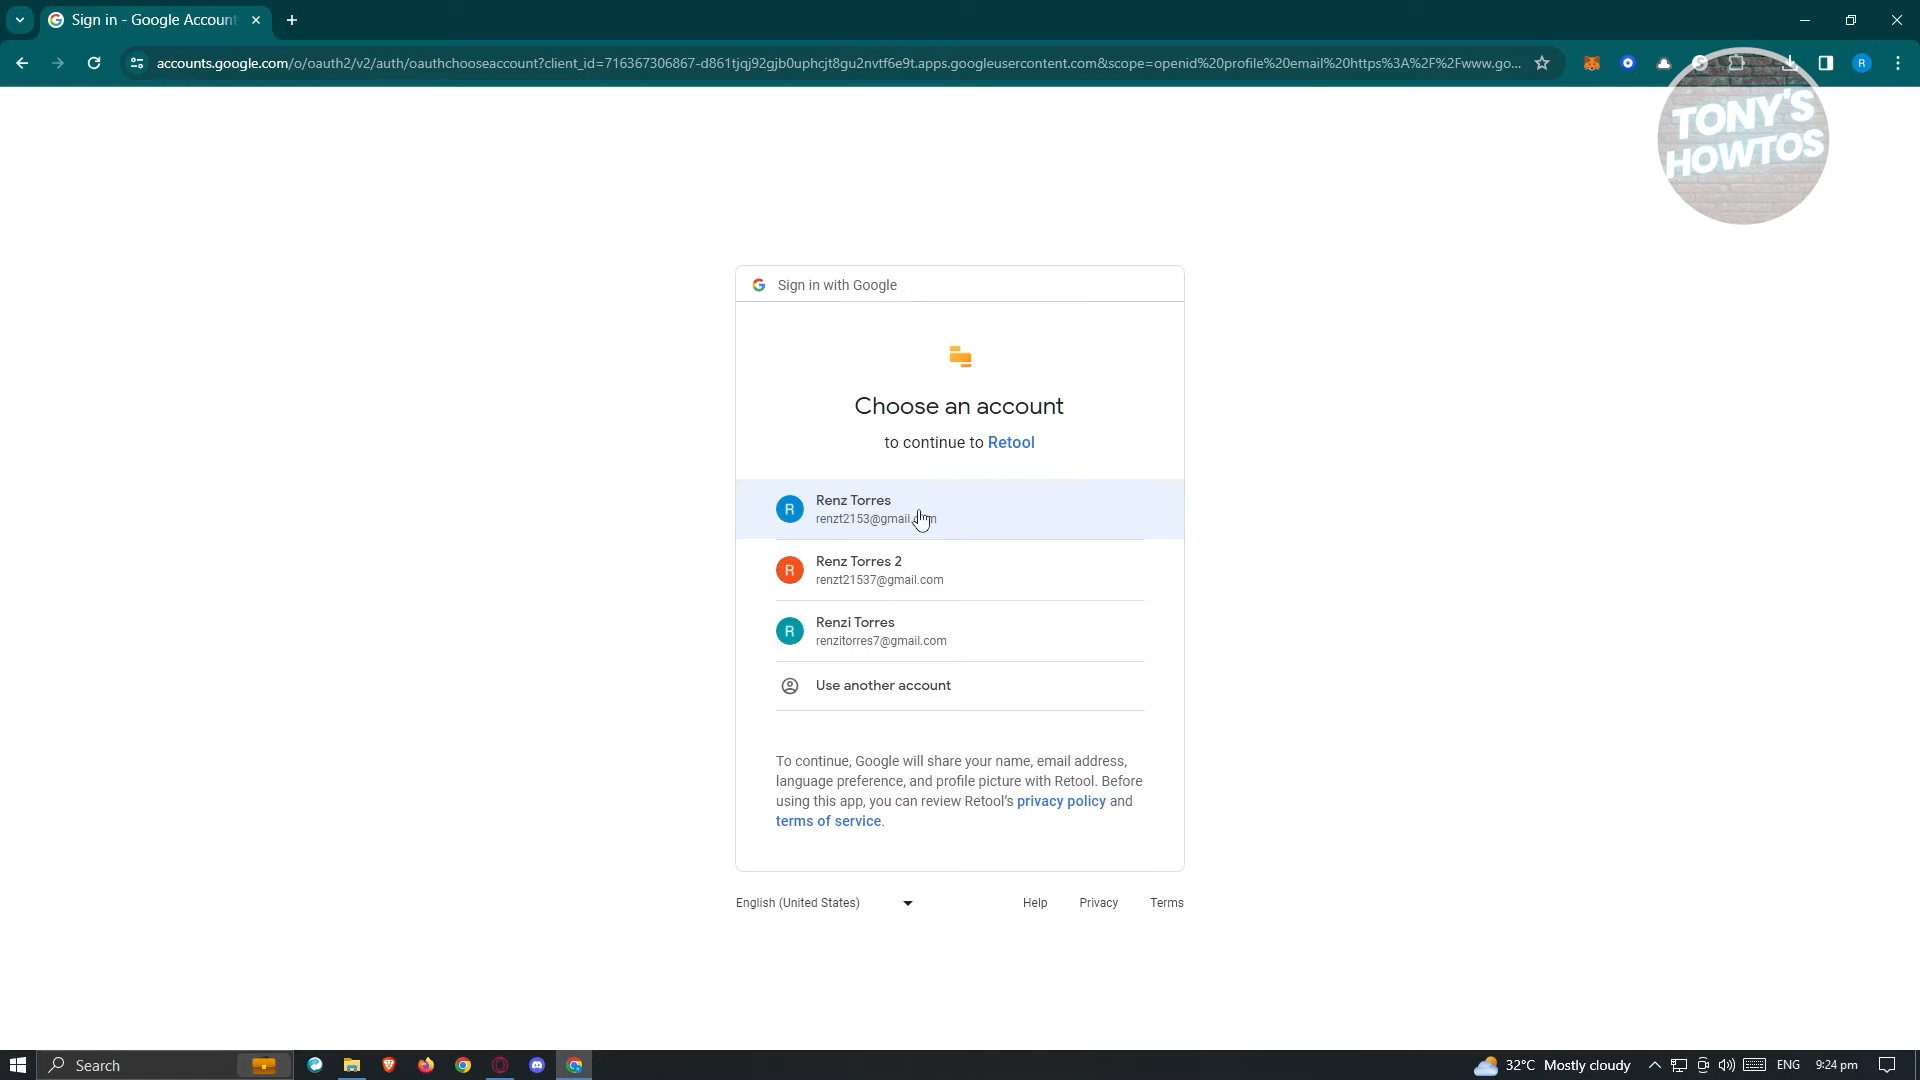 Sign in - Google Account
accounts.google.com/o/oauth2/v2/auth/oauthchooseaccount?client_id=716367306867-d861tjqj92gjb0uphcjt8gu2nvtf6e9t.apps.googleusercontent.com&scope=openid%20profile%20email%20https%3A%2F%2Fwww.go...
R
TONY'S
HOWTOS
Sign in with Google
Choose an account
to continue to Retool
R
Renz Torres
renzt2153@gmail.
R
Renz Torres 2
renzt21537@gmail.com
R
Renzi Torres
renzitorres7@gmail.com
Use another account
To continue, Google will share your name, email address,
language preference, and profile picture with Retool. Before
using this app, you can review Retool's privacy policy and
terms of service.
English (United States)
Help
Privacy
Terms
Search
32°C Mostly cloudy
ENG
9:24 pm